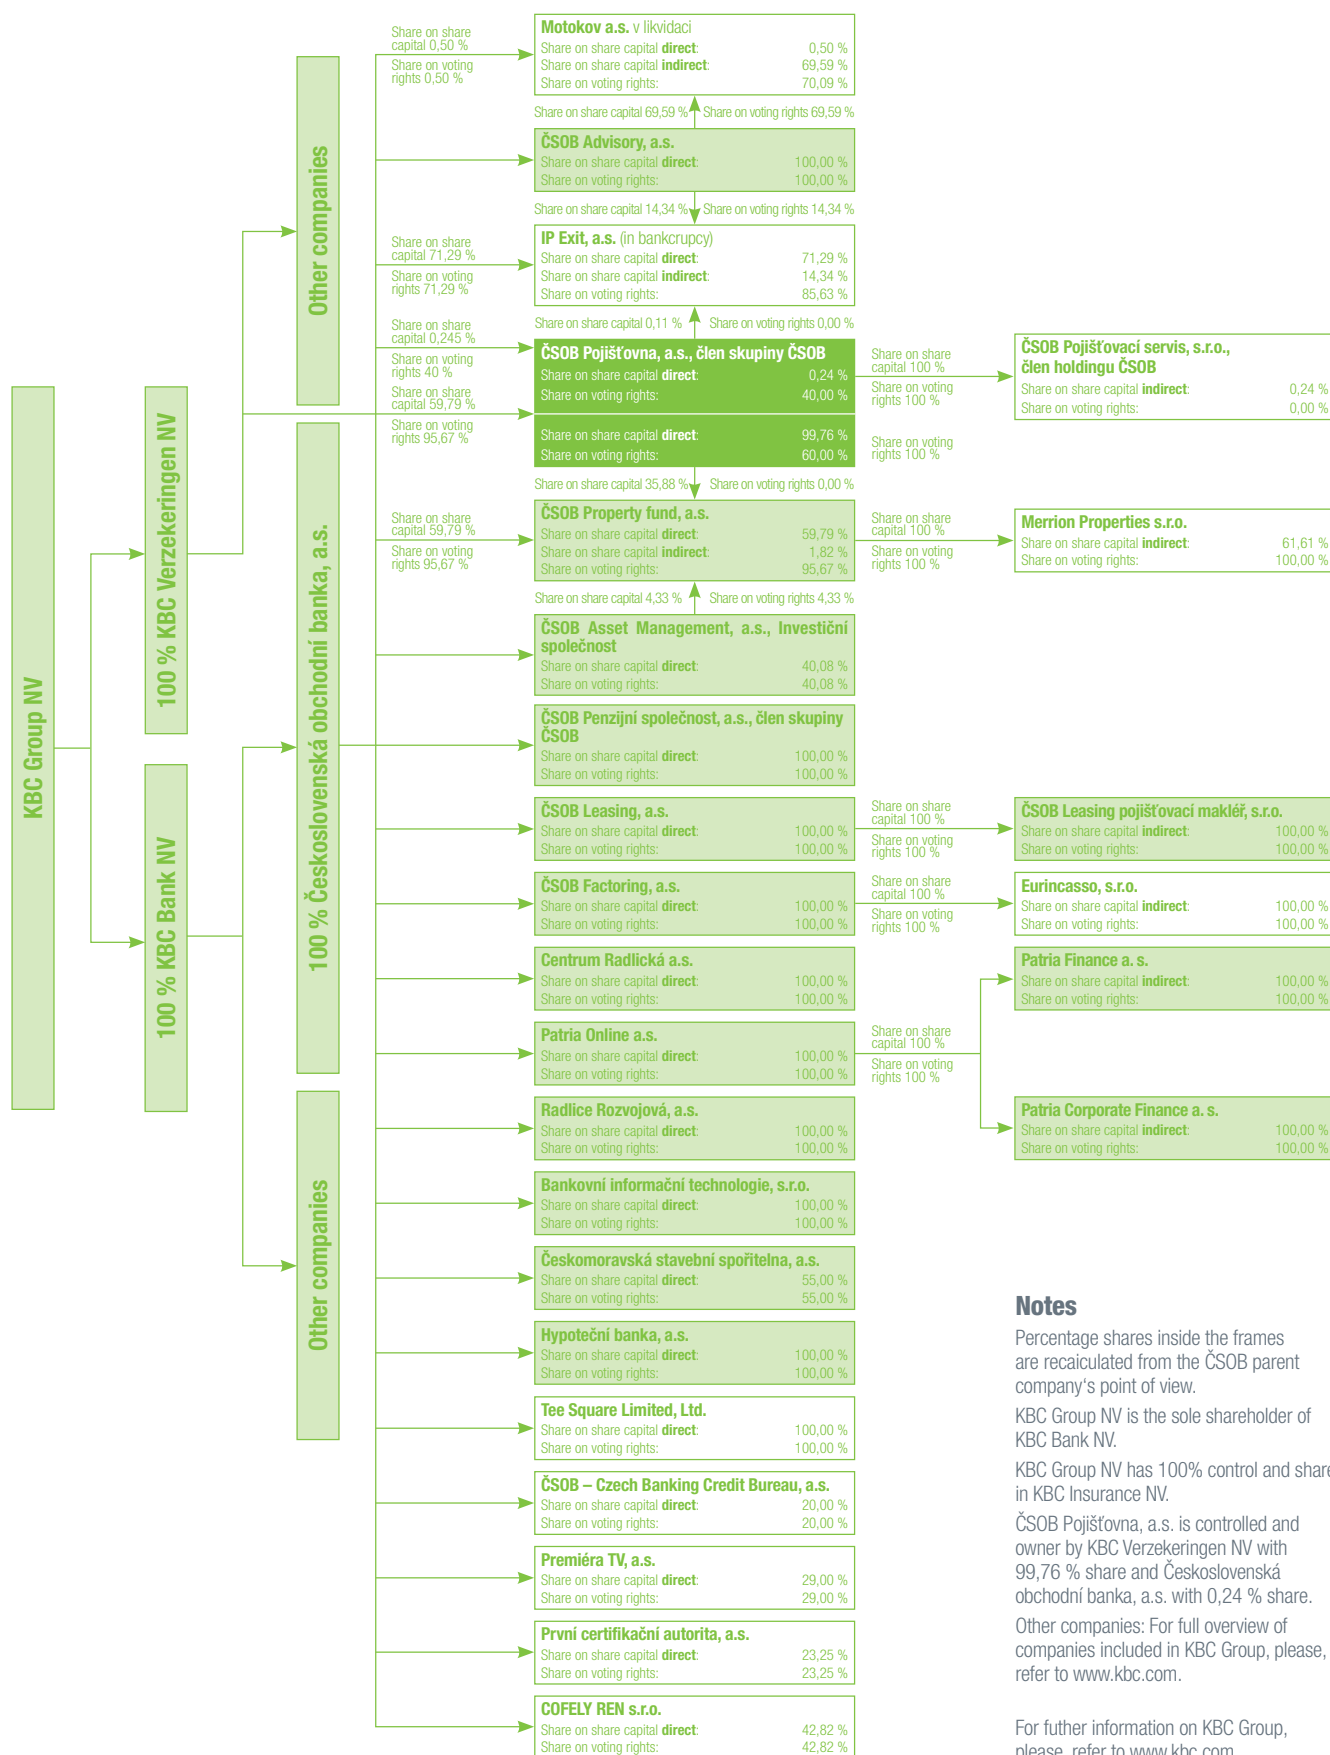 KBC Group NV
100 % KBC Verzekeringen NV
100 % KBC Bank NV
Other companies
100 % Československá obchodní banka, a.s.
Other companies
Share on share
capital 0,50 %
Share on voting
rights 0,50 %
Motokov a.s. v likvidaci
Share on share capital direct: 0,50 %
Share on share capital indirect: 69,59 %
Share on voting rights: 70,09 %
Share on share capital 69,59 % Share on voting rights 69,59 %
ČSOB Advisory, a.s.
Share on share capital direct: 100,00 %
Share on voting rights: 100,00 %
Share on share capital 14,34 % Share on voting rights 14,34 %
Share on share
capital 71,29 %
Share on voting
rights 71,29 %
IP Exit, a.s. (in bankcrupcy)
Share on share capital direct: 71,29 %
Share on share capital indirect: 14,34 %
Share on voting rights: 85,63 %
Share on share capital 0,11 % Share on voting rights 0,00 %
Share on share
capital 0,245 %
Share on voting
rights 40 %
Share on share
capital 59,79 %
Share on voting
rights 95,67 %
ČSOB Pojišťovna, a.s., člen skupiny ČSOB
Share on share capital direct: 0,24 %
Share on voting rights: 40,00 %
Share on share capital direct: 99,76 %
Share on voting rights: 60,00 %
Share on share
capital 100 %
Share on voting
rights 100 %
Share on voting
rights 100 %
ČSOB Pojišťovací servis, s.r.o.,
člen holdingu ČSOB
Share on share capital indirect: 0,24 %
Share on voting rights: 0,00 %
Share on share capital 35,88 % Share on voting rights 0,00 %
Share on share
capital 59,79 %
Share on voting
rights 95,67 %
ČSOB Property fund, a.s.
Share on share capital direct: 59,79 %
Share on share capital indirect: 1,82 %
Share on voting rights: 95,67 %
Share on share
capital 100 %
Share on voting
rights 100 %
Merrion Properties s.r.o.
Share on share capital indirect: 61,61 %
Share on voting rights: 100,00 %
Share on share capital 4,33 % Share on voting rights 4,33 %
ČSOB Asset Management, a.s., Investiční
společnost
Share on share capital direct: 40,08 %
Share on voting rights: 40,08 %
ČSOB Penzijní společnost, a.s., člen skupiny
ČSOB
Share on share capital direct: 100,00 %
Share on voting rights: 100,00 %
ČSOB Leasing, a.s.
Share on share capital direct: 100,00 %
Share on voting rights: 100,00 %
Share on share
capital 100 %
Share on voting
rights 100 %
ČSOB Leasing pojišťovací makléř, s.r.o.
Share on share capital indirect: 100,00 %
Share on voting rights: 100,00 %
ČSOB Factoring, a.s.
Share on share capital direct: 100,00 %
Share on voting rights: 100,00 %
Share on share
capital 100 %
Share on voting
rights 100 %
Eurincasso, s.r.o.
Share on share capital indirect: 100,00 %
Share on voting rights: 100,00 %
Centrum Radlická a.s.
Share on share capital direct: 100,00 %
Share on voting rights: 100,00 %
Patria Finance a. s.
Share on share capital indirect: 100,00 %
Share on voting rights: 100,00 %
Patria Online a.s.
Share on share capital direct: 100,00 %
Share on voting rights: 100,00 %
Share on share
capital 100 %
Share on voting
rights 100 %
Radlice Rozvojová, a.s.
Share on share capital direct: 100,00 %
Share on voting rights: 100,00 %
Patria Corporate Finance a. s.
Share on share capital indirect: 100,00 %
Share on voting rights: 100,00 %
Bankovní informační technologie, s.r.o.
Share on share capital direct: 100,00 %
Share on voting rights: 100,00 %
Českomoravská stavební spořitelna, a.s.
Share on share capital direct: 55,00 %
Share on voting rights: 55,00 %
Hypoteční banka, a.s.
Share on share capital direct: 100,00 %
Share on voting rights: 100,00 %
Tee Square Limited, Ltd.
Share on share capital direct: 100,00 %
Share on voting rights: 100,00 %
ČSOB – Czech Banking Credit Bureau, a.s.
Share on share capital direct: 20,00 %
Share on voting rights: 20,00 %
Premiéra TV, a.s.
Share on share capital direct: 29,00 %
Share on voting rights: 29,00 %
První certifikační autorita, a.s.
Share on share capital direct: 23,25 %
Share on voting rights: 23,25 %
COFELY REN s.r.o.
Share on share capital direct: 42,82 %
Share on voting rights: 42,82 %
Notes
Percentage shares inside the frames
are recaiculated from the ČSOB parent
company‘s point of view.
KBC Group NV is the sole shareholder of
KBC Bank NV.
KBC Group NV has 100% control and share
in KBC Insurance NV.
ČSOB Pojišťovna, a.s. is controlled and
owner by KBC Verzekeringen NV with
99,76 % share and Československá
obchodní banka, a.s. with 0,24 % share.
Other companies: For full overview of
companies included in KBC Group, please,
refer to www.kbc.com.
For futher information on KBC Group,
please, refer to www.kbc.com